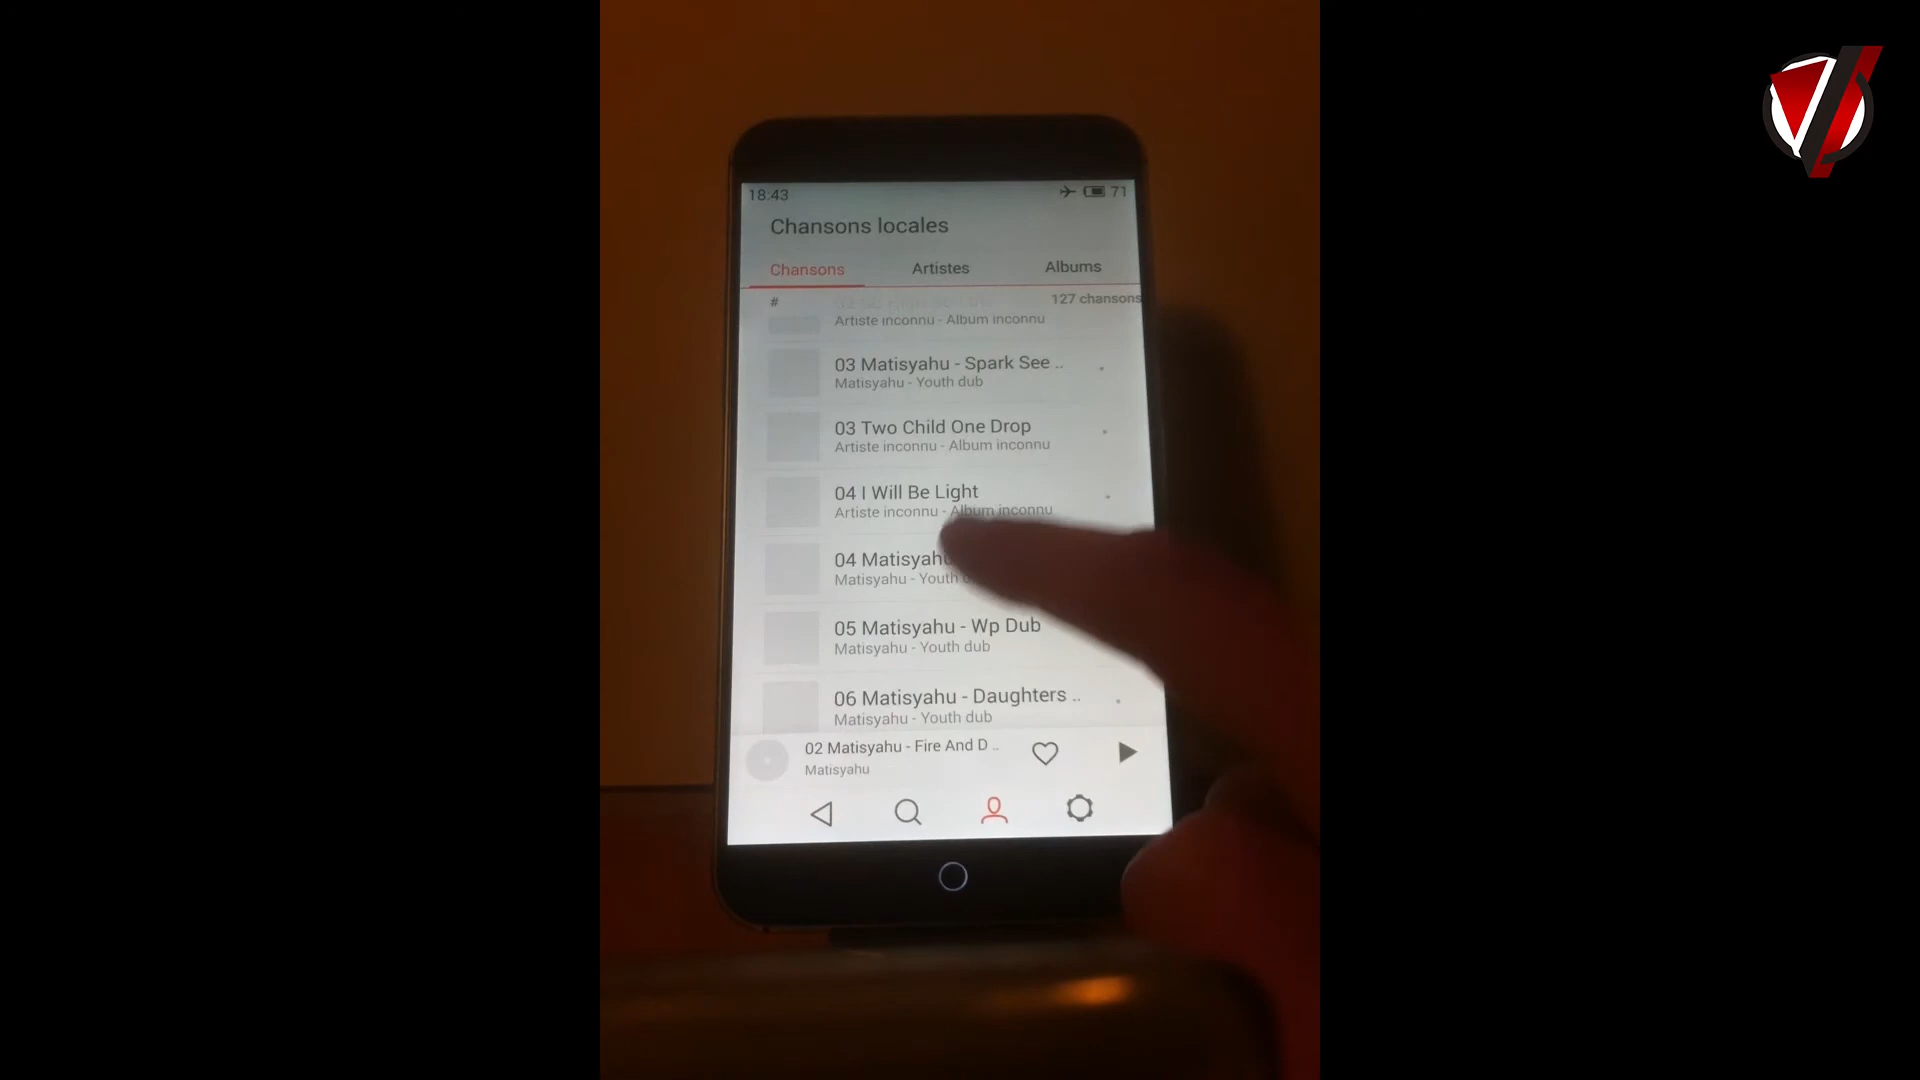 18:43
71
Chansons locales
Chansons Artistes Albums
# 127 chansons
Artiste inconnu - Album inconnu
03 Matisyahu - Spark See ..
Matisyahu - Youth dub
03 Two Child One Drop
Artiste inconnu - Album inconnu
04 I Will Be Light
Artiste inconnu - Album inconnu
04 Matisyahu
Matisyahu - Youth
05 Matisyahu - Wp Dub
Matisyahu - Youth dub
06 Matisyahu - Daughters ..
Matisyahu - Youth dub
02 Matisyahu - Fire And D ..
Matisyahu